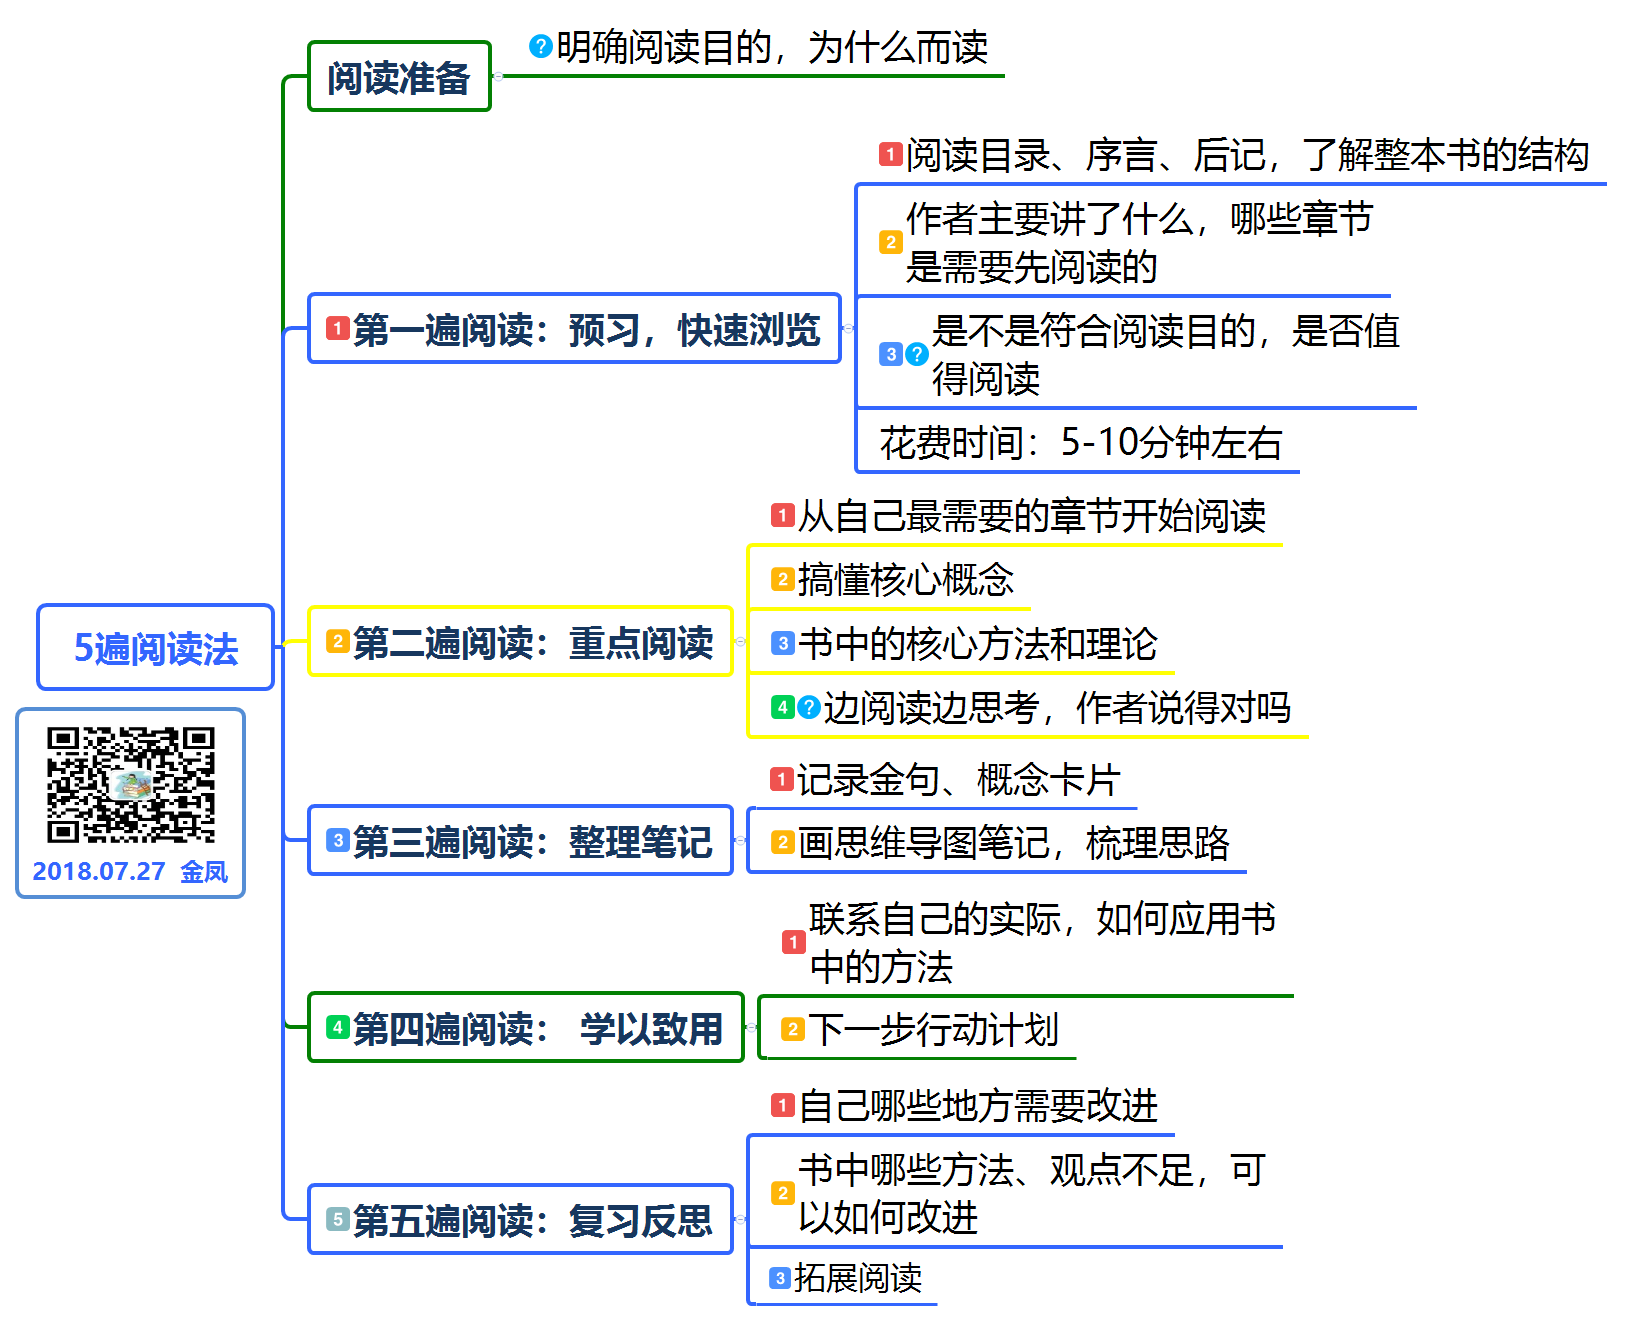 阅读准备
?明确阅读目的，为什么而读
1第一遍阅读：预习，快速浏览
1阅读目录、序言、后记，了解整本书的结构
2作者主要讲了什么，哪些章节
是需要先阅读的
3?是不是符合阅读目的，是否值
得阅读
花费时间：5-10分钟左右
5遍阅读法
2第二遍阅读：重点阅读
1从自己最需要的章节开始阅读
2搞懂核心概念
3书中的核心方法和理论
4?边阅读边思考，作者说得对吗
2018.07.27 金凤
3第三遍阅读：整理笔记
1记录金句、概念卡片
2画思维导图笔记，梳理思路
4第四遍阅读： 学以致用
1联系自己的实际，如何应用书
中的方法
2下一步行动计划
5第五遍阅读：复习反思
1自己哪些地方需要改进
2书中哪些方法、观点不足，可
以如何改进
3拓展阅读